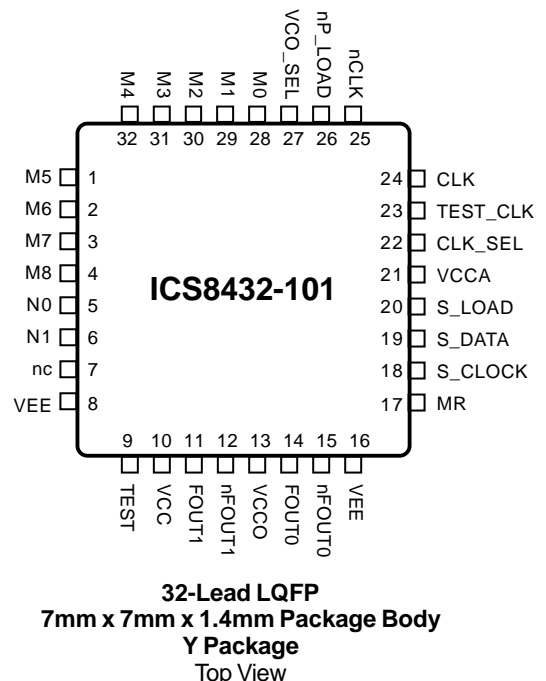 M4 M3 M2 M1 M0 VCO_SEL nP_LOAD nCLK
32 31 30 29 28 27 26 25
M5 1
M6 2
M7 3
M8 4
N0 5
N1 6
nc 7
VEE 8
ICS8432-101
24 CLK
23 TEST_CLK
22 CLK_SEL
21 VCCA
20 S_LOAD
19 S_DATA
18 S_CLOCK
17 MR
9 10 11 12 13 14 15 16
TEST VCC FOUT1 nFOUT1 VCCO FOUT0 nFOUT0 VEE
32-Lead LQFP
7mm x 7mm x 1.4mm Package Body
Y Package
Top View